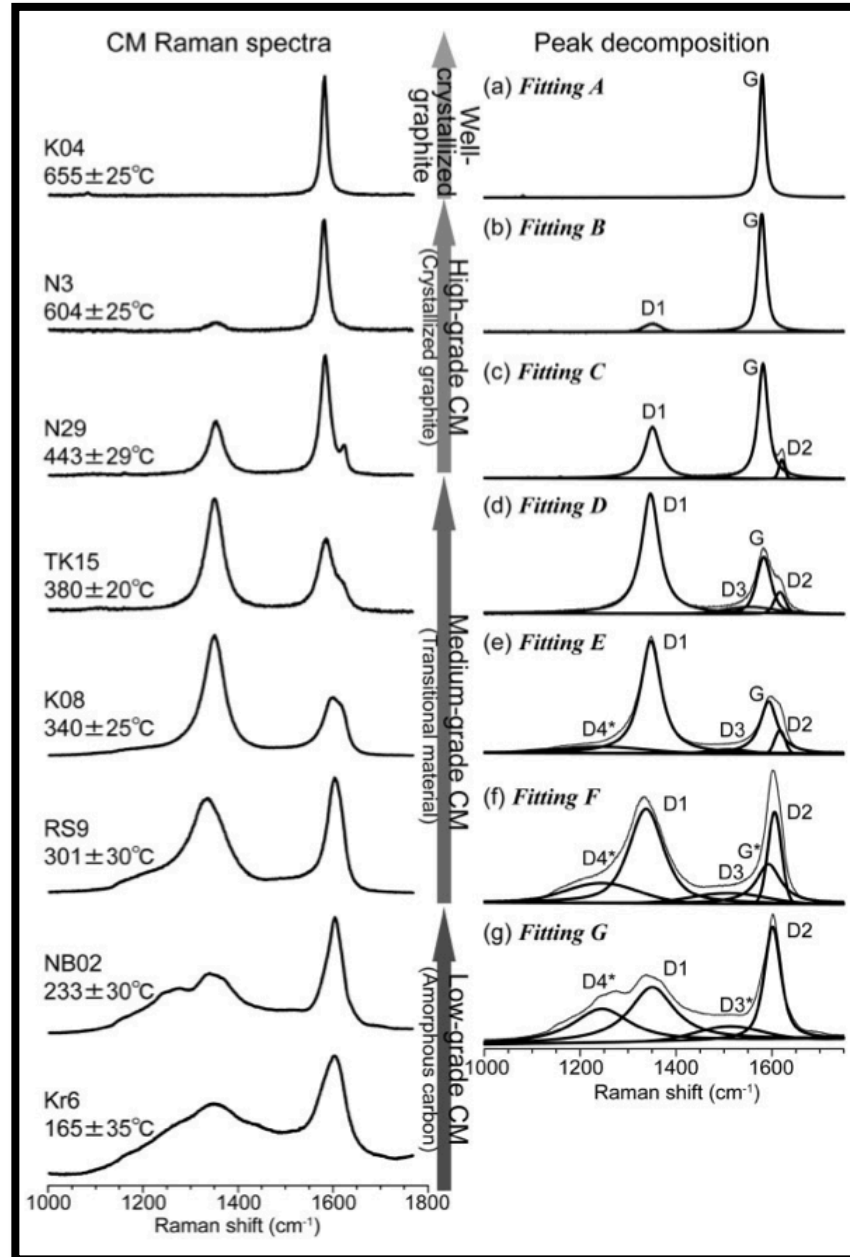 CM Raman spectra
K04
655±25℃
N3
604±25℃
N29
443±29℃
TK15
380±20℃
K08
340±25℃
RS9
301±30℃
NB02
233±30℃
Kr6
165±35℃
1000 1200 1400 1600 1800
Raman shift (cm⁻¹)
Well-
crystallized
graphite
High-grade CM
(Crystallized graphite)
Medium-grade CM
(Transitional material)
Low-grade CM
(Amorphous carbon)
Peak decomposition
(a) Fitting A
G
(b) Fitting B
G
D1
(c) Fitting C
G
D1
D2
(d) Fitting D
D1
G
D3
D2
(e) Fitting E
D1
G
D4*
D3
D2
(f) Fitting F
D1
D2
G*
D4*
D3
(g) Fitting G
D2
D4*
D1
D3*
1000 1200 1400 1600
Raman shift (cm⁻¹)